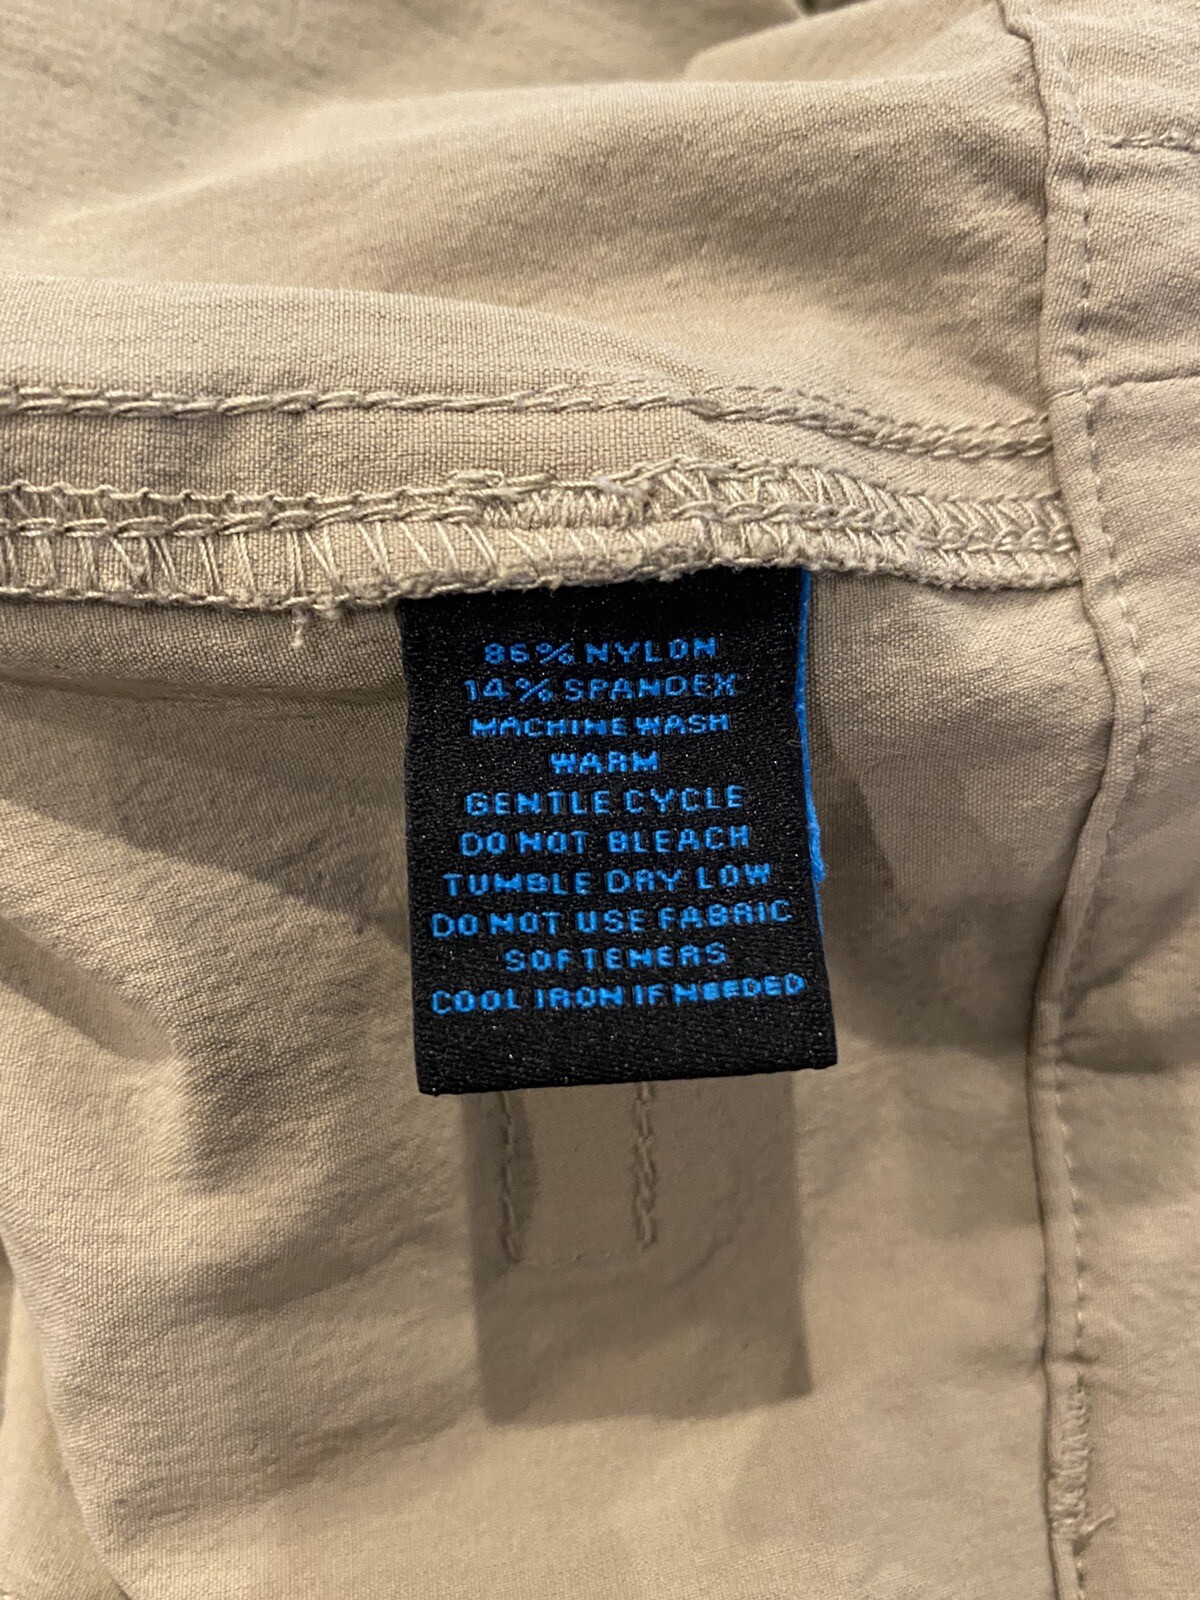 86% NYLON
14% SPANDEX
MACHINE WASH
WARM
GENTLE CYCLE
DO NOT BLEACH
TUMBLE DRY LOW
DO NOT USE FABRIC
SOFTENERS
COOL IRON IF NEEDED